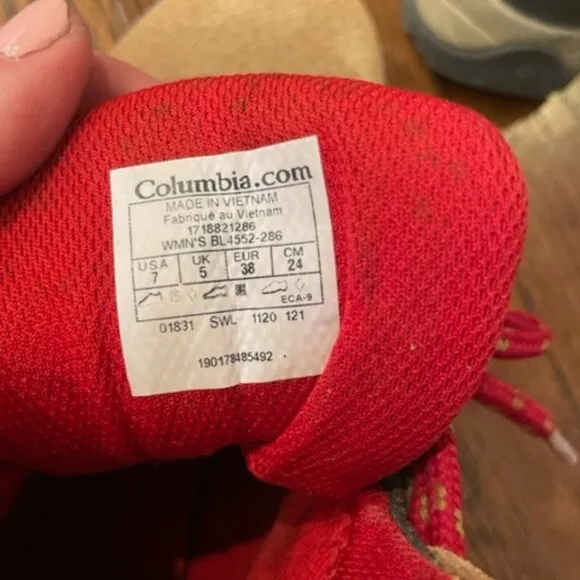 Columbia.com
MADE IN VIETNAM
Fabriqué au Vietnam
1718821286
WMN'S BL4552-286
USA UK EUR CM
7 5 38 24
ECA-9
01831 SWL 1120 121
190178485492